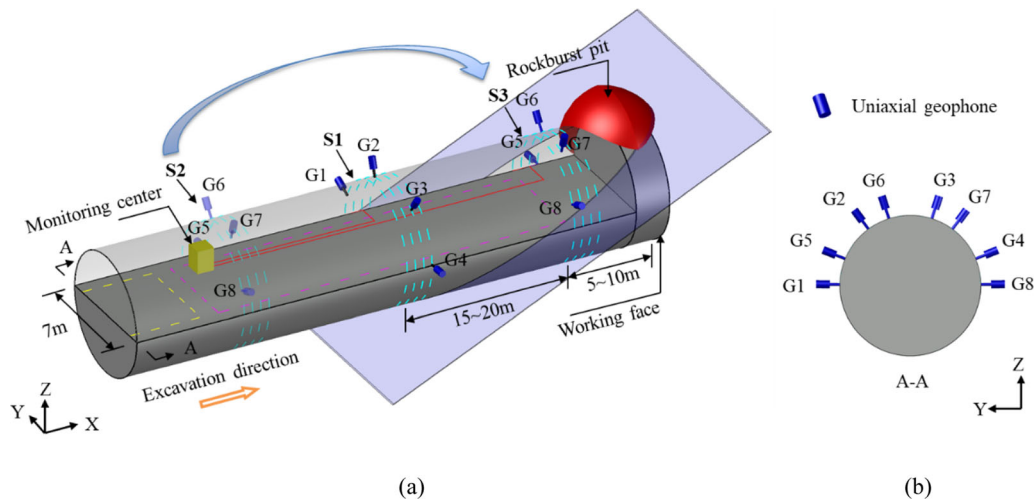 Rockburst pit
S3
G6
G5
G7
G8
S1
G2
G1
G3
G4
S2
G6
G5
G7
G8
Monitoring center
A
A
7m
15~20m
5~10m
Working face
Excavation direction
Z
Y
X
(a)
Uniaxial geophone
G6
G3
G2
G7
G5
G4
G1
G8
A-A
Z
Y
(b)